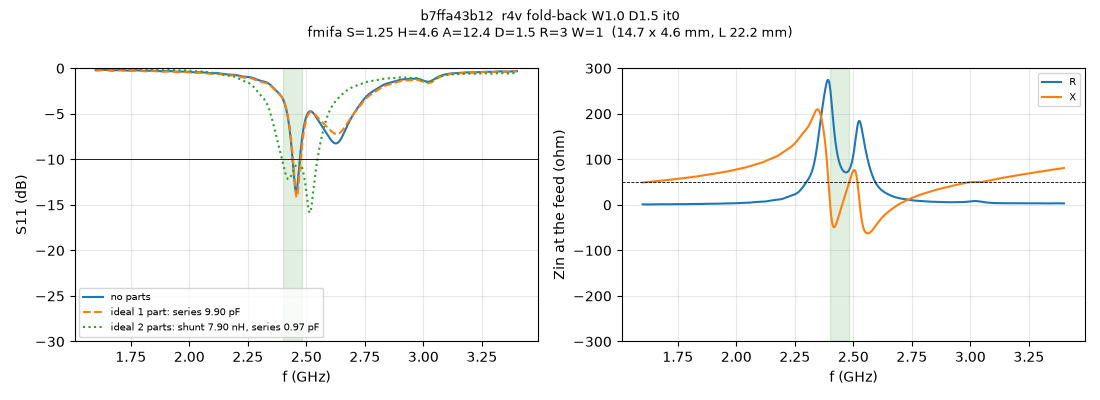 b7ffa43b12  r4v fold-back W1.0 D1.5 it0
fmifa S=1.25 H=4.6 A=12.4 D=1.5 R=3 W=1  (14.7 x 4.6 mm, L 22.2 mm)
S11 (dB)
0
−5
−10
−15
−20
−25
−30
no parts
ideal 1 part: series 9.90 pF
ideal 2 parts: shunt 7.90 nH, series 0.97 pF
1.75 2.00 2.25 2.50 2.75 3.00 3.25
f (GHz)
Zin at the feed (ohm)
300
200
100
0
−100
−200
−300
R
X
1.75 2.00 2.25 2.50 2.75 3.00 3.25
f (GHz)